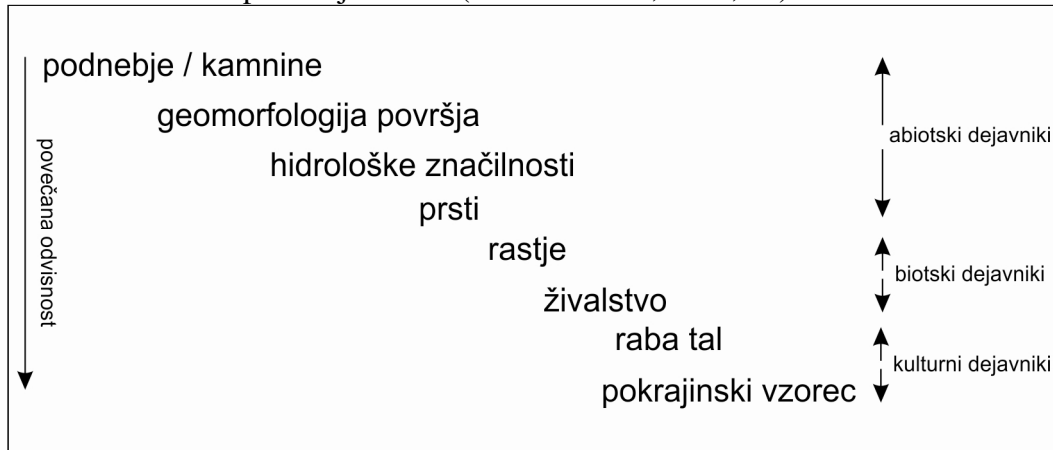 podnebje / kamnine
geomorfologija površja
hidrološke značilnosti
prsti
rastje
živalstvo
raba tal
pokrajinski vzorec
povečana odvisnost
abiotski dejavniki
biotski dejavniki
kulturni dejavniki